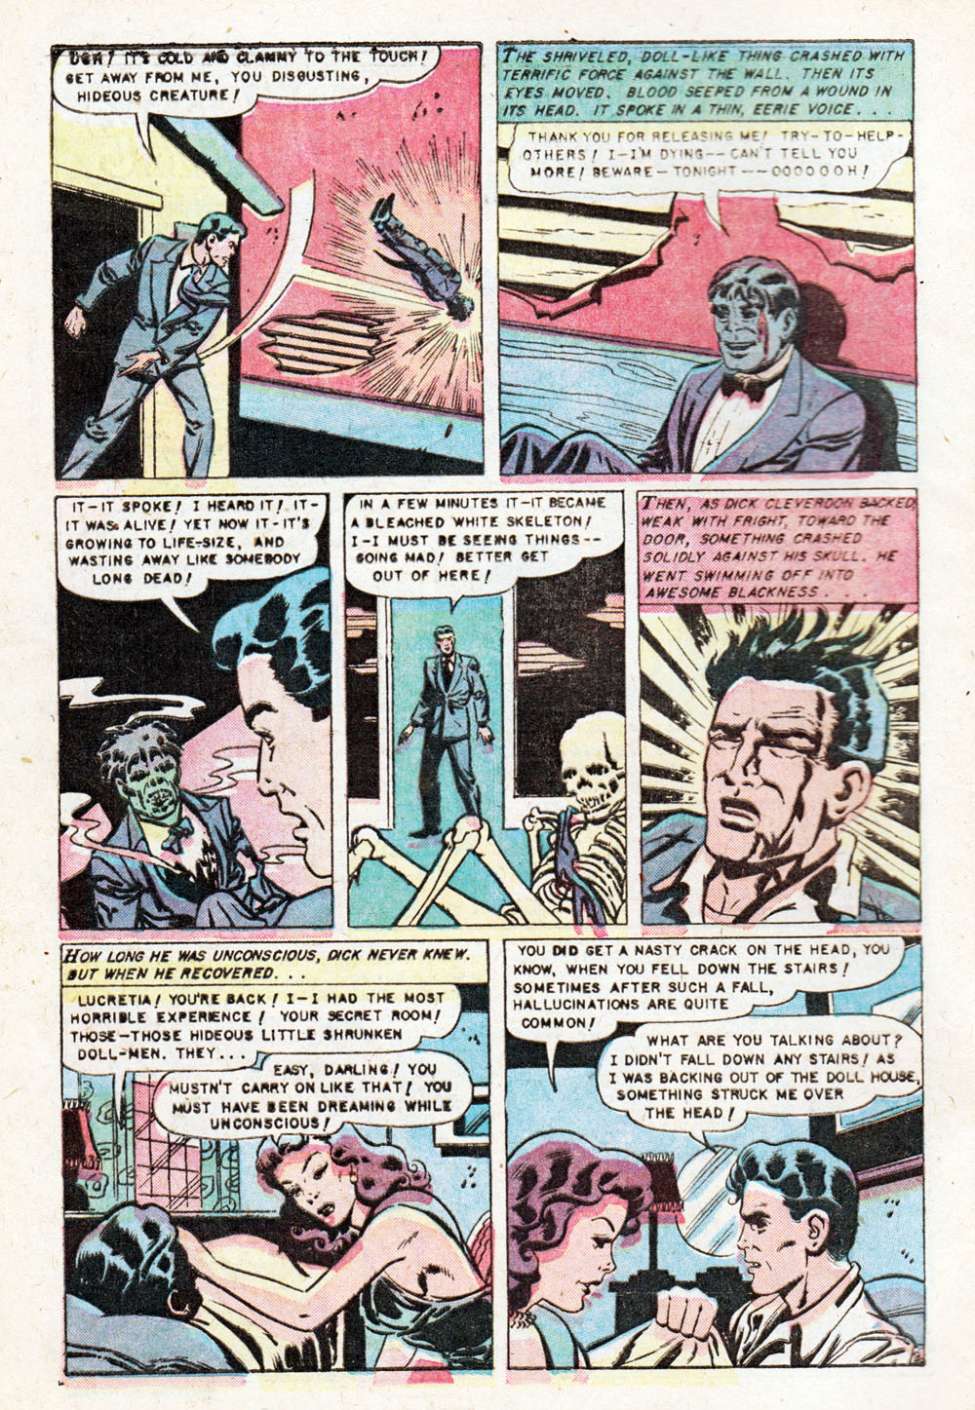 UGH! IT'S COLD AND CLAMMY TO THE TOUCH!
GET AWAY FROM ME, YOU DISGUSTING,
HIDEOUS CREATURE!
THE SHRIVELED, DOLL-LIKE THING CRASHED WITH
TERRIFIC FORCE AGAINST THE WALL. THEN ITS
EYES MOVED. BLOOD SEEPED FROM A WOUND IN
ITS HEAD. IT SPOKE IN A THIN, EERIE VOICE. . .
THANK YOU FOR RELEASING ME! TRY-TO-HELP-
OTHERS! I-I'M DYING-- CAN'T TELL YOU
MORE! BEWARE-TONIGHT---OOOOOOH!
IT-IT SPOKE! I HEARD IT! IT-
IT WAS ALIVE! YET NOW IT-IT'S
GROWING TO LIFE-SIZE, AND
WASTING AWAY LIKE SOMEBODY
LONG DEAD!
IN A FEW MINUTES IT-IT BECAME
A BLEACHED WHITE SKELETON!
I-I MUST BE SEEING THINGS--
GOING MAD! BETTER GET
OUT OF HERE!
THEN, AS DICK CLEVERDON BACKED,
WEAK WITH FRIGHT, TOWARD THE
DOOR, SOMETHING CRASHED
SOLIDLY AGAINST HIS SKULL. HE
WENT SWIMMING OFF INTO
AWESOME BLACKNESS . . .
HOW LONG HE WAS UNCONSCIOUS, DICK NEVER KNEW.
BUT WHEN HE RECOVERED. . .
LUCRETIA! YOU'RE BACK! I-I HAD THE MOST
HORRIBLE EXPERIENCE! YOUR SECRET ROOM!
THOSE-THOSE HIDEOUS LITTLE SHRUNKEN
DOLL-MEN. THEY...
EASY, DARLING! YOU
MUSTN'T CARRY ON LIKE THAT! YOU
MUST HAVE BEEN DREAMING WHILE
UNCONSCIOUS!
YOU DID GET A NASTY CRACK ON THE HEAD, YOU
KNOW, WHEN YOU FELL DOWN THE STAIRS!
SOMETIMES AFTER SUCH A FALL,
HALLUCINATIONS ARE QUITE
COMMON!
WHAT ARE YOU TALKING ABOUT?
I DIDN'T FALL DOWN ANY STAIRS! AS
I WAS BACKING OUT OF THE DOLL HOUSE,
SOMETHING STRUCK ME OVER
THE HEAD!